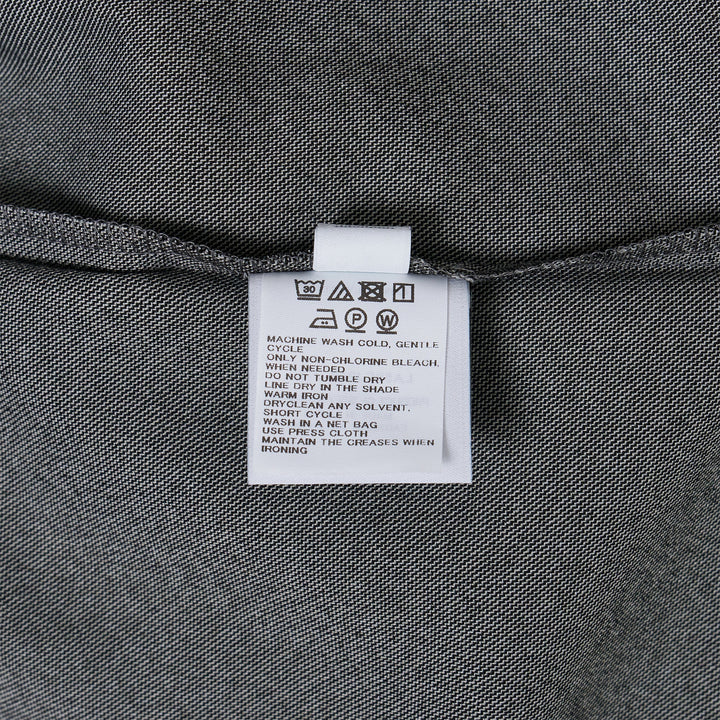 30
P W
MACHINE WASH COLD, GENTLE
CYCLE
ONLY NON-CHLORINE BLEACH,
WHEN NEEDED
DO NOT TUMBLE DRY
LINE DRY IN THE SHADE
WARM IRON
DRYCLEAN ANY SOLVENT,
SHORT CYCLE
WASH IN A NET BAG
USE PRESS CLOTH
MAINTAIN THE CREASES WHEN
IRONING